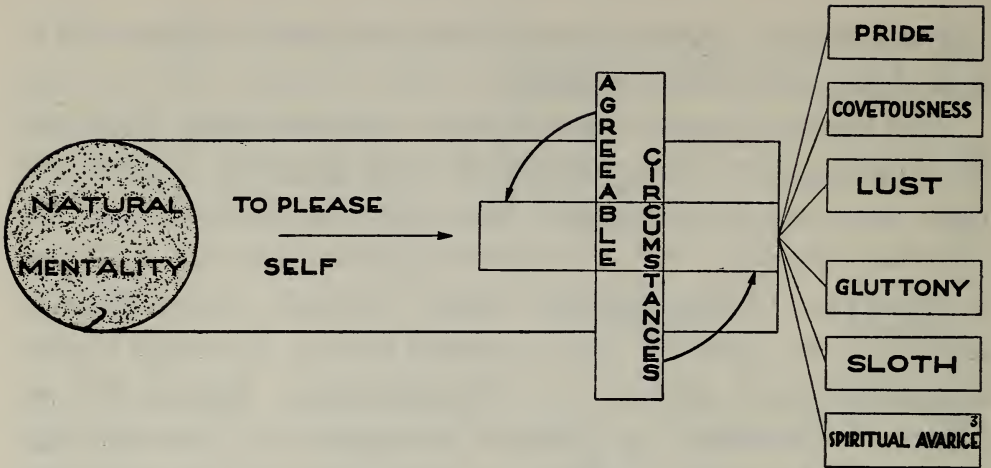 NATURAL
MENTALITY
TO PLEASE
SELF
AGREEABLE
CIRCUMSTANCES
PRIDE
COVETOUSNESS
LUST
GLUTTONY
SLOTH
SPIRITUAL AVARICE 3